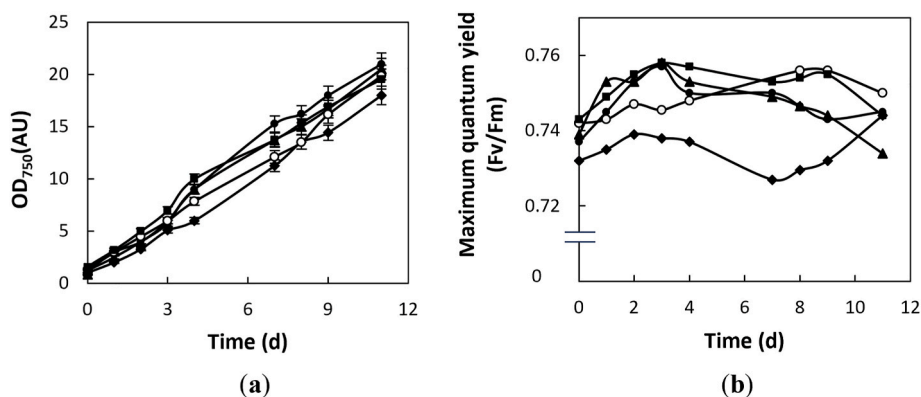 OD750(AU)
25
20
15
10
5
0
0 3 6 9 12
Time (d)
(a)
Maximum quantum yield
(Fv/Fm)
0.76
0.74
0.72
0
0 2 4 6 8 10 12
Time (d)
(b)